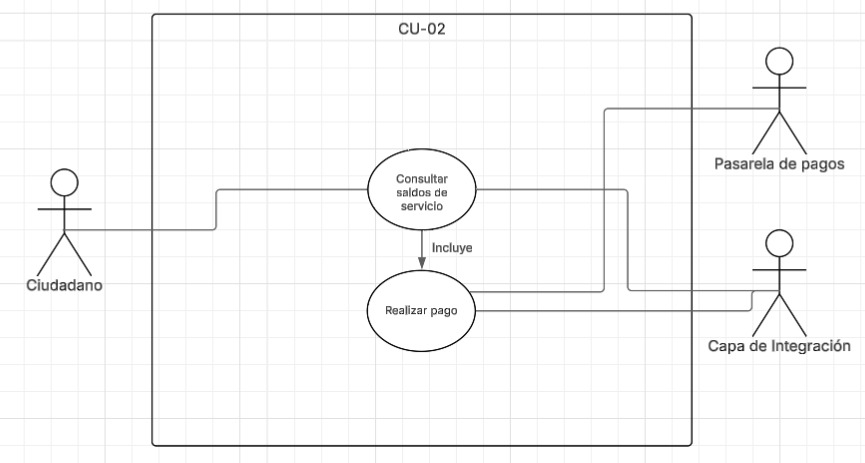 CU-02
Pasarela de pagos
Consultar
saldos de
servicio
Incluye
Ciudadano
Realizar pago
Capa de Integración